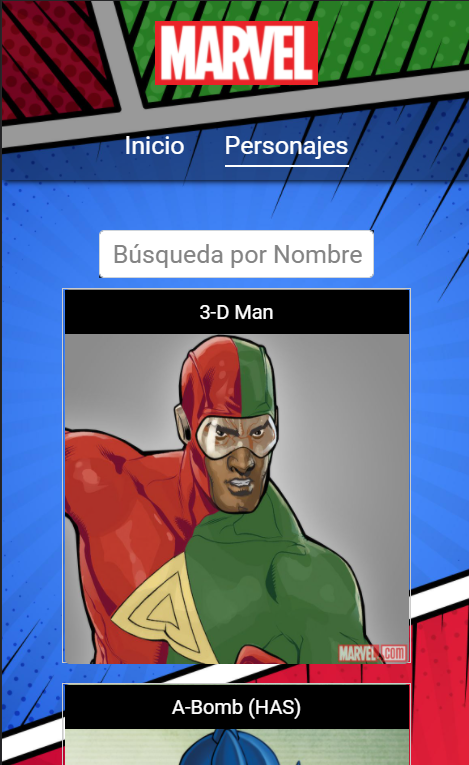 MARVEL
Inicio Personajes
Búsqueda por Nombre
3-D Man
MARVEL.com
A-Bomb (HAS)